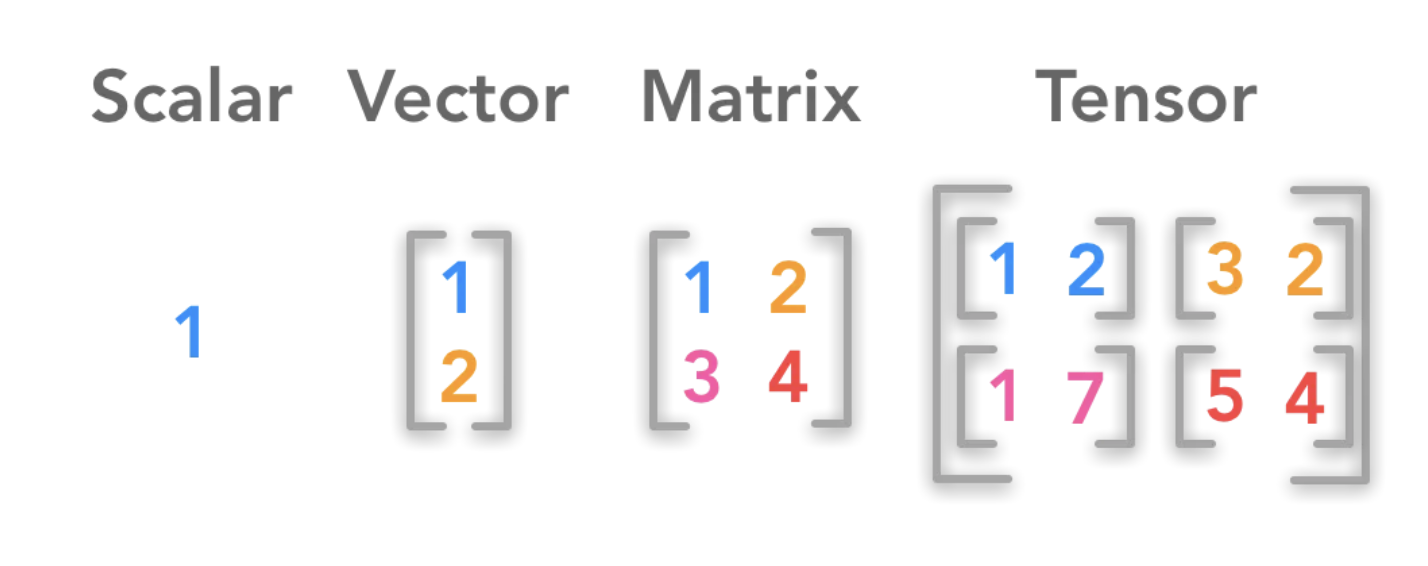 Scalar Vector Matrix Tensor
1 2 3 2
1 1 2
1
2 3 4 1 7 5 4